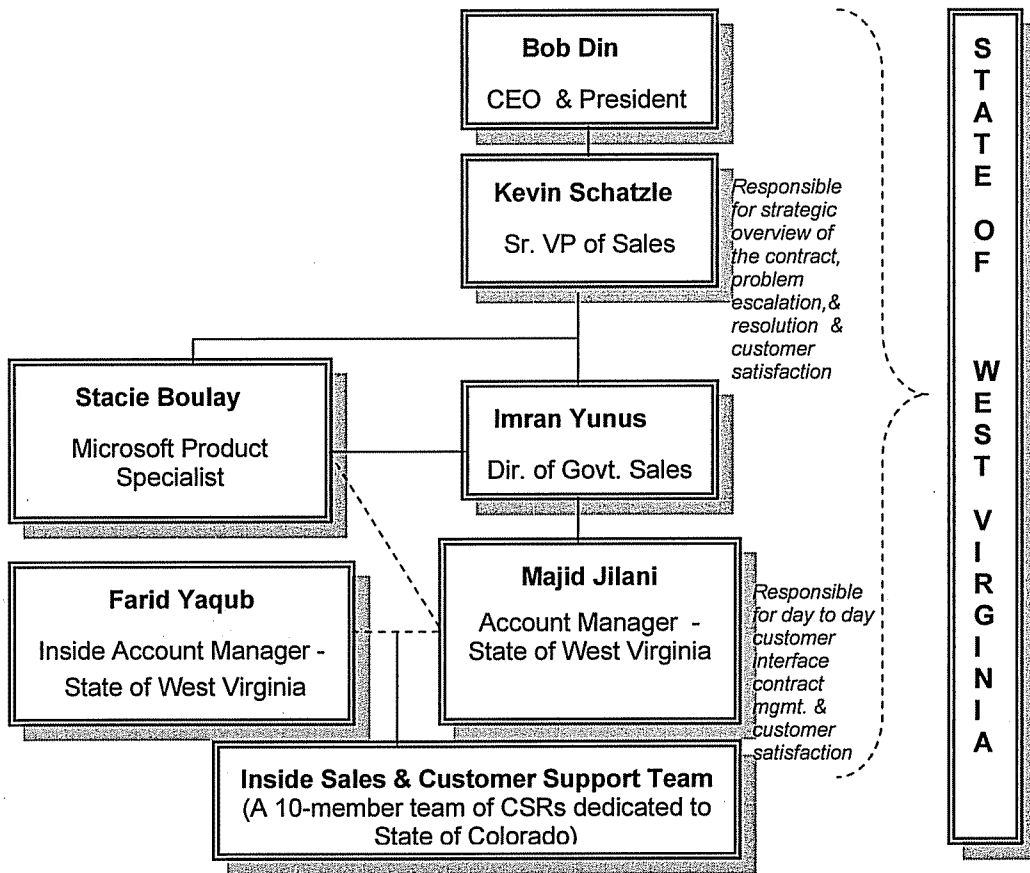 Bob Din
CEO & President
Kevin Schatzle
Sr. VP of Sales
Responsible
for strategic
overview of
the contract,
problem
escalation,&
resolution &
customer
satisfaction
Stacie Boulay
Microsoft Product
Specialist
Imran Yunus
Dir. of Govt. Sales
Farid Yaqub
Inside Account Manager -
State of West Virginia
Majid Jilani
Account Manager -
State of West Virginia
Responsible
for day to day
customer
interface
contract
mgmt. &
customer
satisfaction
Inside Sales & Customer Support Team
(A 10-member team of CSRs dedicated to
State of Colorado)
STATE OF WEST VIRGINIA